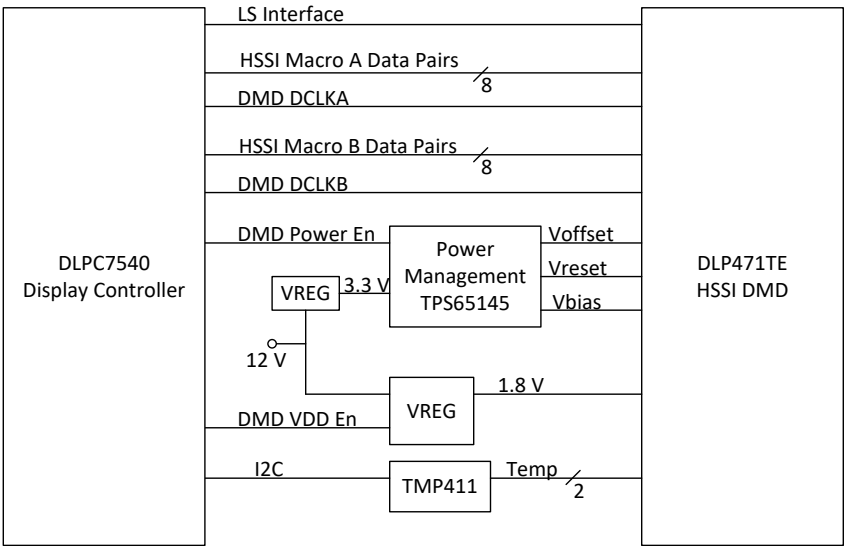 LS Interface
HSSI Macro A Data Pairs
8
DMD DCLKA
HSSI Macro B Data Pairs
8
DMD DCLKB
DMD Power En
Power
Management
TPS65145
Voffset
Vreset
Vbias
DLPC7540
Display Controller
DLP471TE
HSSI DMD
VREG
3.3 V
12 V
VREG
1.8 V
DMD VDD En
I2C
TMP411
Temp
2